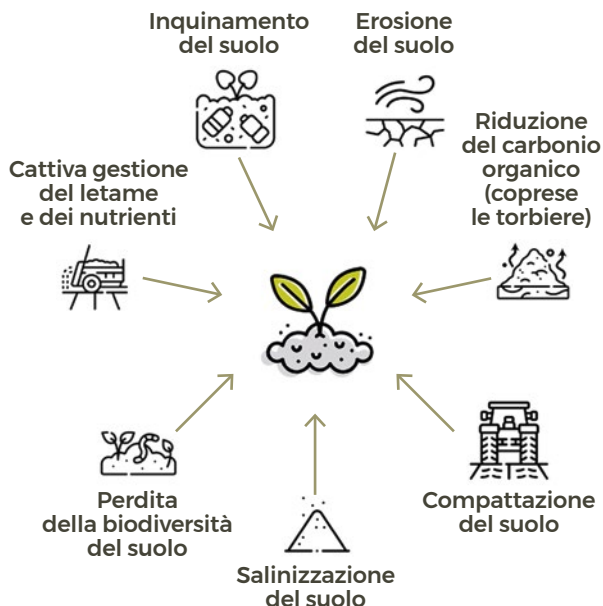 Inquinamento
del suolo
Erosione
del suolo
Riduzione
del carbonio
organico
(coprese
le torbiere)
Cattiva gestione
del letame
e dei nutrienti
Perdita
della biodiversità
del suolo
Compattazione
del suolo
Salinizzazione
del suolo